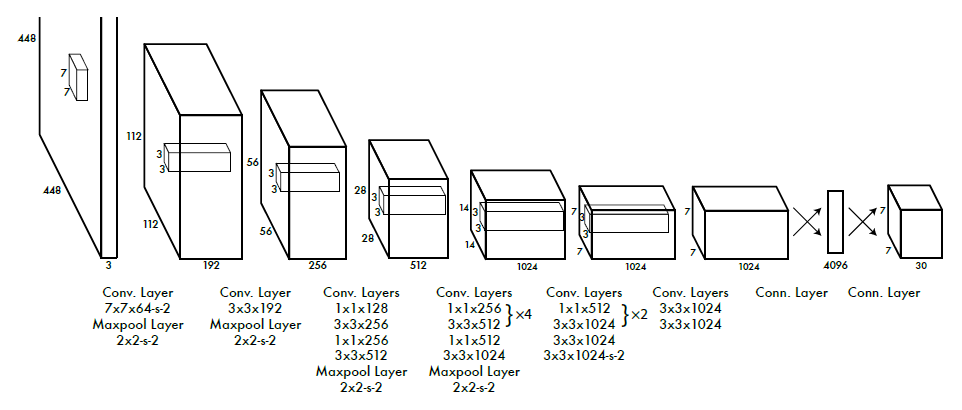 448
7
7
448
3
112
3
3
112
192
56
3
3
56
256
28
3
3
28
512
14
3
3
14
1024
7
3
3
7
1024
7
7
1024
4096
7
7
30
Conv. Layer
7x7x64-s-2
Maxpool Layer
2x2-s-2
Conv. Layer
3x3x192
Maxpool Layer
2x2-s-2
Conv. Layers
1x1x128
3x3x256
1x1x256
3x3x512
Maxpool Layer
2x2-s-2
Conv. Layers
1x1x256
3x3x512
}×4
1x1x512
3x3x1024
Maxpool Layer
2x2-s-2
Conv. Layers
1x1x512
3x3x1024
}×2
3x3x1024
3x3x1024-s-2
Conv. Layers
3x3x1024
3x3x1024
Conn. Layer
Conn. Layer